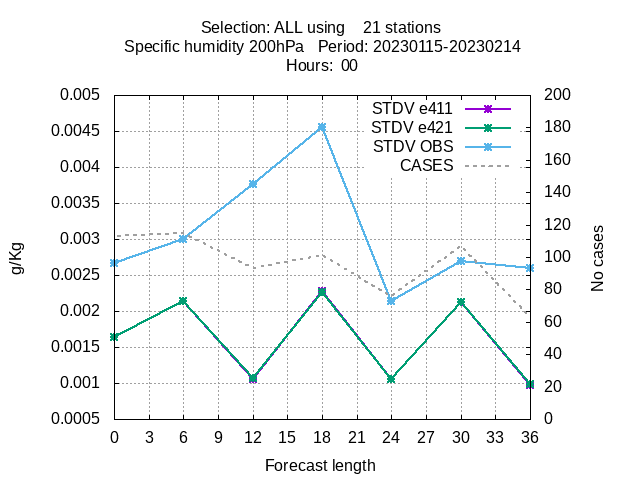 Selection: ALL using    21 stations
Specific humidity 200hPa   Period: 20230115-20230214
Hours:  00
0.005
0.0045
0.004
0.0035
0.003
0.0025
0.002
0.0015
0.001
0.0005
g/Kg
STDV e411
STDV e421
STDV OBS
CASES
200
180
160
140
120
100
80
60
40
20
0
No cases
0 3 6 9 12 15 18 21 24 27 30 33 36
Forecast length